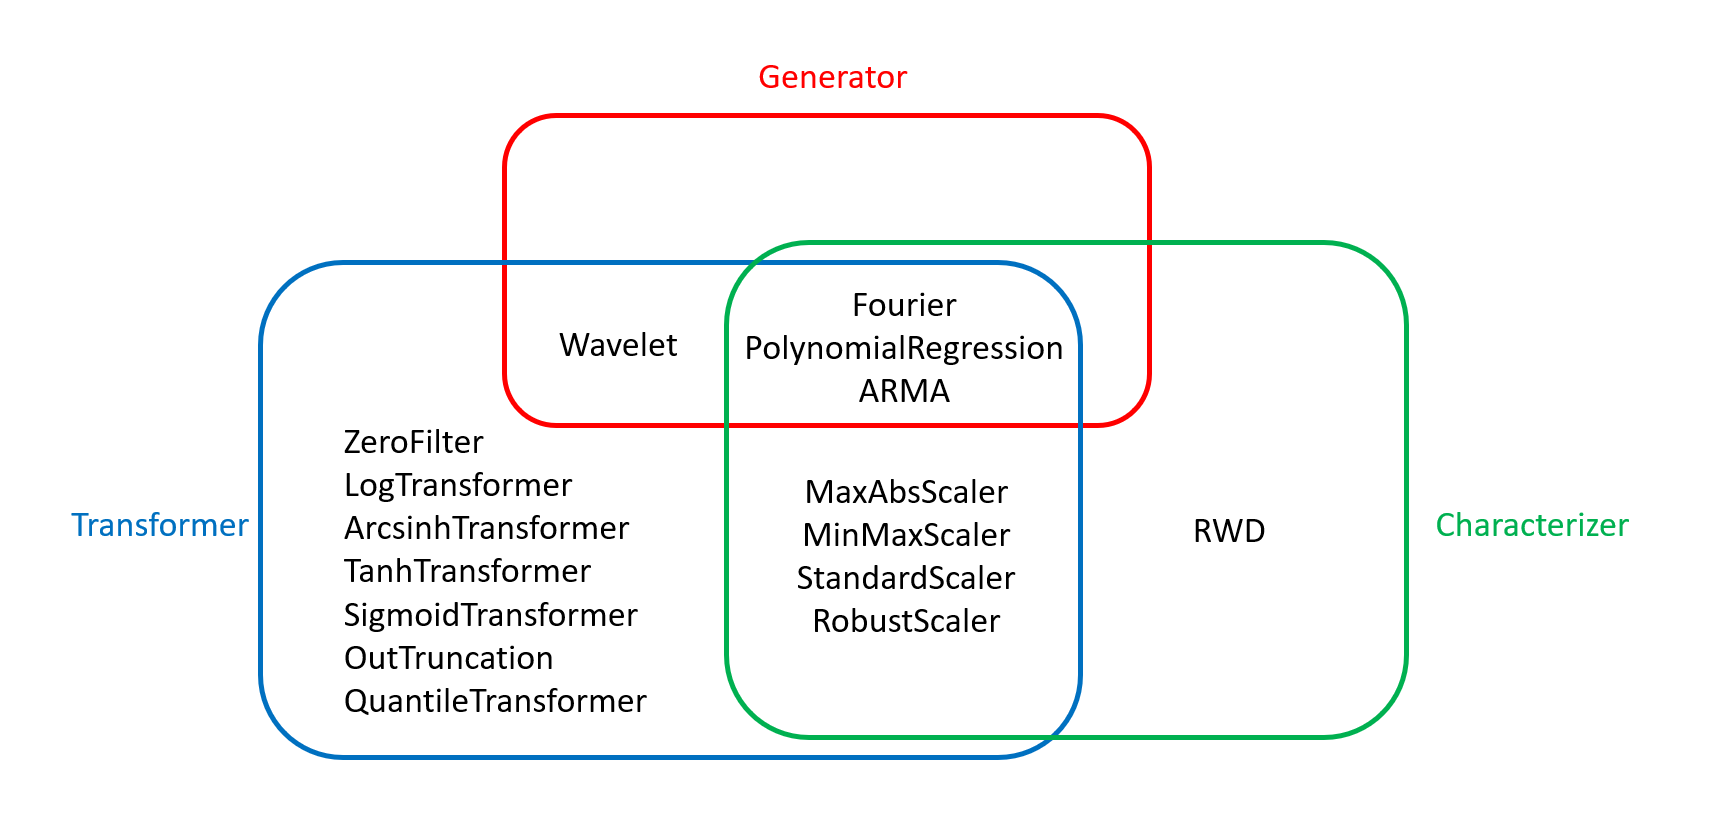 Generator
Fourier
Wavelet
PolynomialRegression
ARMA
ZeroFilter
LogTransformer
ArcsinhTransformer
TanhTransformer
SigmoidTransformer
OutTruncation
QuantileTransformer
Transformer
MaxAbsScaler
MinMaxScaler
StandardScaler
RobustScaler
RWD
Characterizer